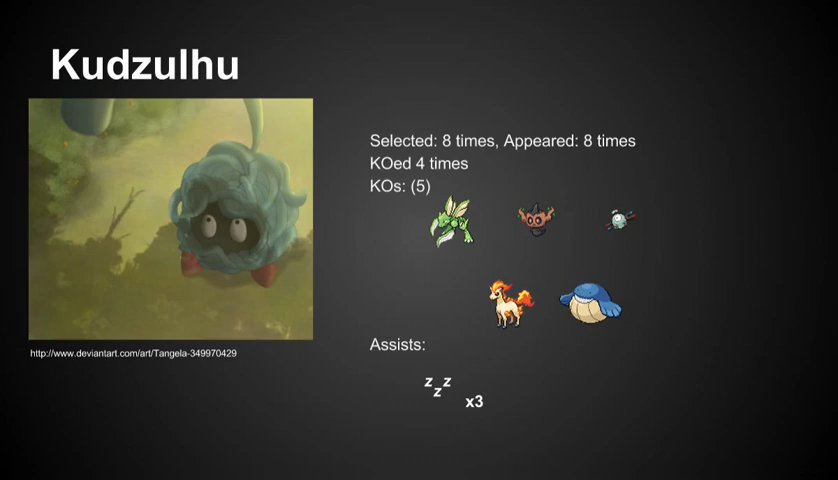 Kudzulhu
Selected: 8 times, Appeared: 8 times
KOed 4 times
KOs: (5)
http://www.deviantart.com/art/Tangela-349970429
Assists:
z z z
x3